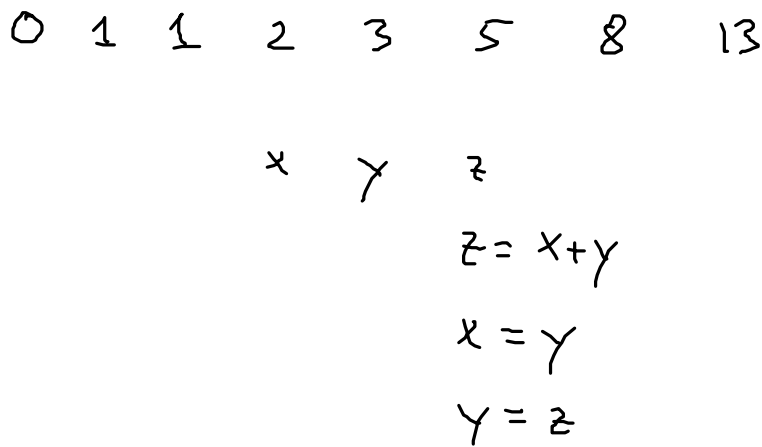 0 1 1 2 3 5 8 13
x y z
z = x + y
x = y
y = z